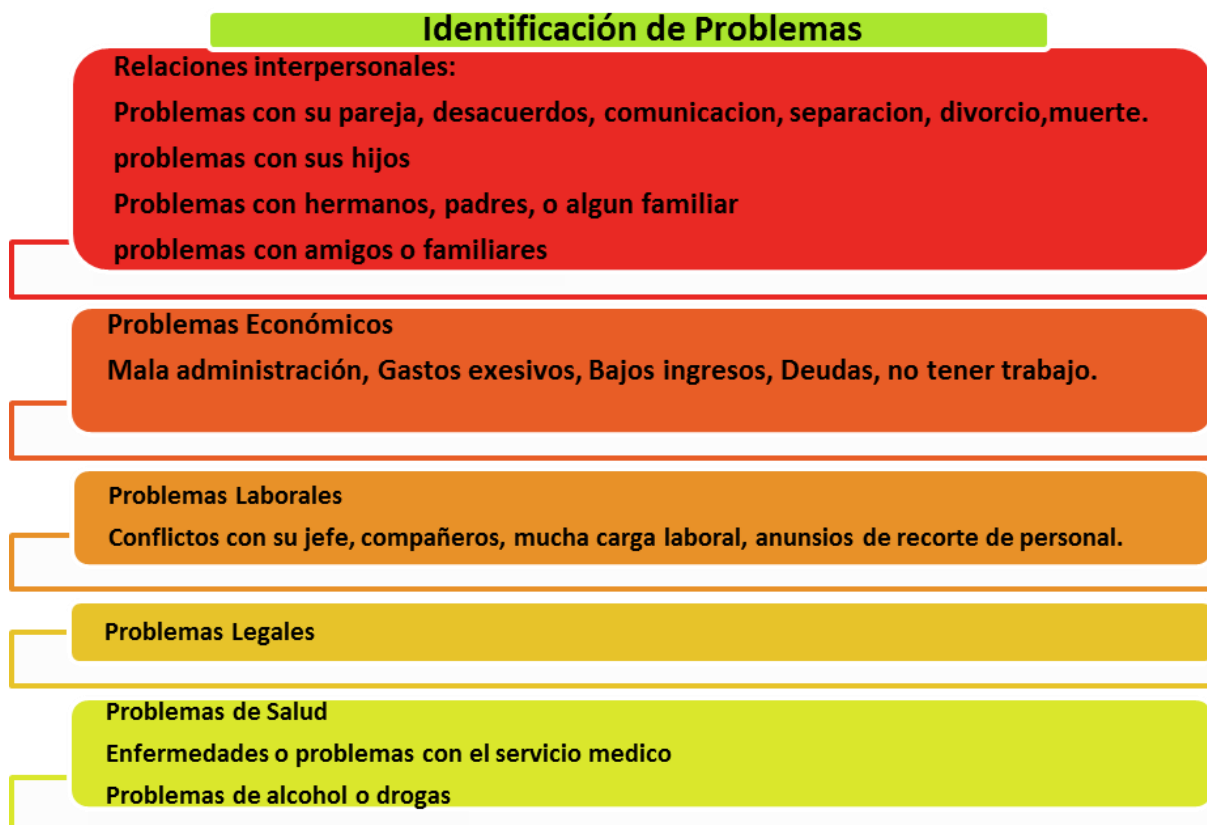 Identificación de Problemas
Relaciones interpersonales:
Problemas con su pareja, desacuerdos, comunicacion, separacion, divorcio,muerte.
problemas con sus hijos
Problemas con hermanos, padres, o algun familiar
problemas con amigos o familiares
Problemas Económicos
Mala administración, Gastos exesivos, Bajos ingresos, Deudas, no tener trabajo.
Problemas Laborales
Conflictos con su jefe, compañeros, mucha carga laboral, anunsios de recorte de personal.
Problemas Legales
Problemas de Salud
Enfermedades o problemas con el servicio medico
Problemas de alcohol o drogas